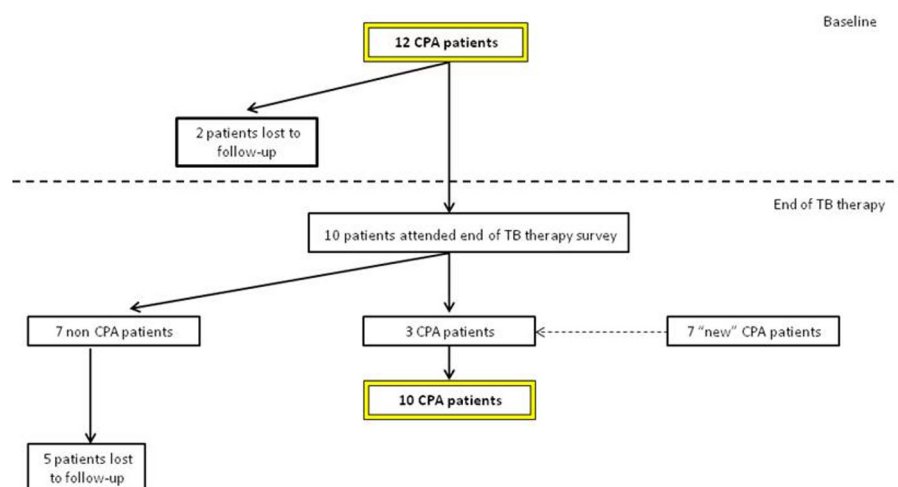 Baseline
12 CPA patients
2 patients lost to
follow-up
End of TB therapy
10 patients attended end of TB therapy survey
7 non CPA patients
3 CPA patients
7 “new” CPA patients
10 CPA patients
5 patients lost
to follow-up